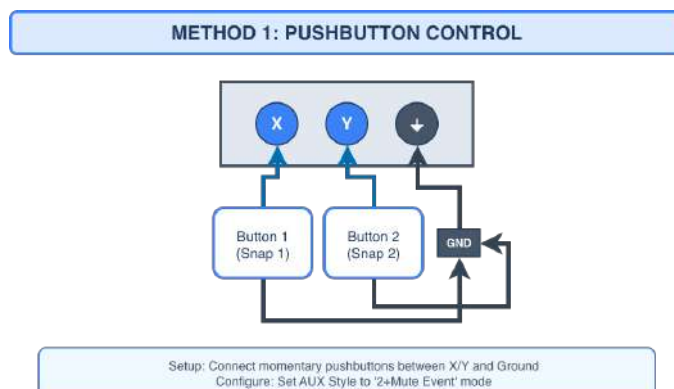 METHOD 1: PUSHBUTTON CONTROL
X
Y
Button 1
(Snap 1)
Button 2
(Snap 2)
GND
Setup: Connect momentary pushbuttons between X/Y and Ground
Configure: Set AUX Style to '2+Mute Event' mode